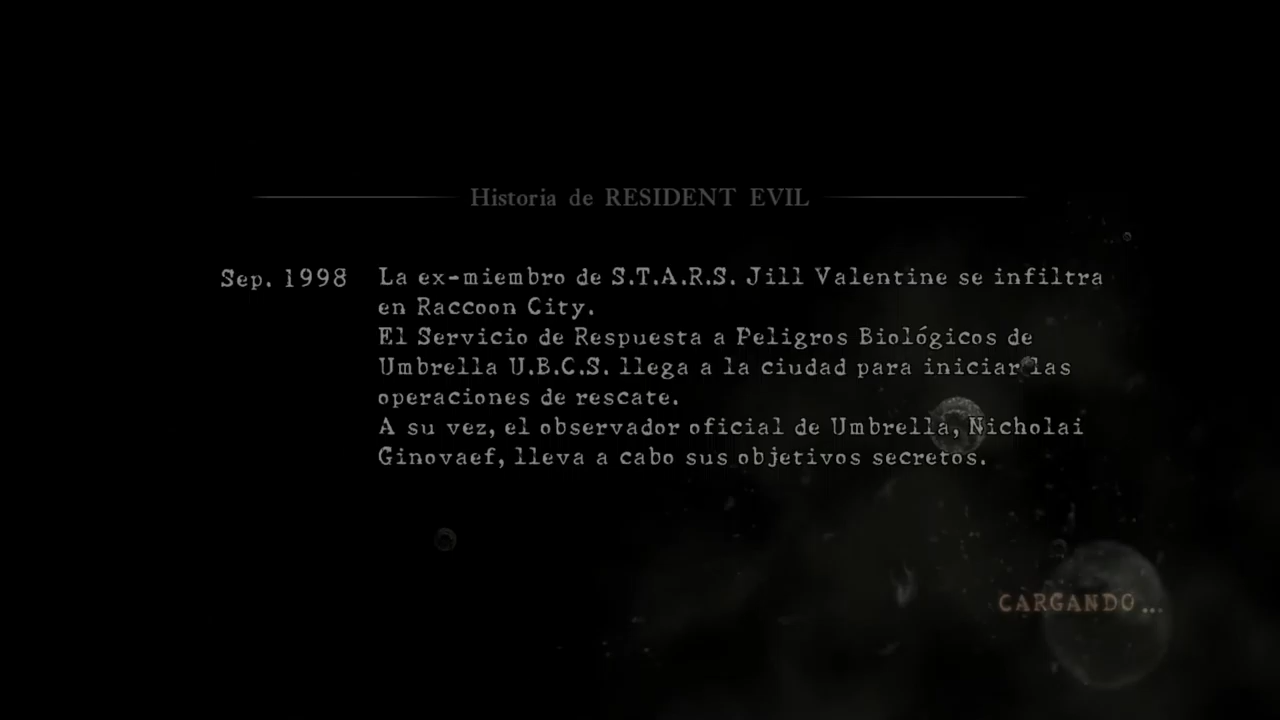 Historia de RESIDENT EVIL
Sep. 1998 La ex-miembro de S.T.A.R.S. Jill Valentine se infiltra
en Raccoon City.
El Servicio de Respuesta a Peligros Biológicos de
Umbrella U.B.C.S. llega a la ciudad para iniciar las
operaciones de rescate.
A su vez, el observador oficial de Umbrella, Nicholai
Ginovaef, lleva a cabo sus objetivos secretos.
CARGANDO...